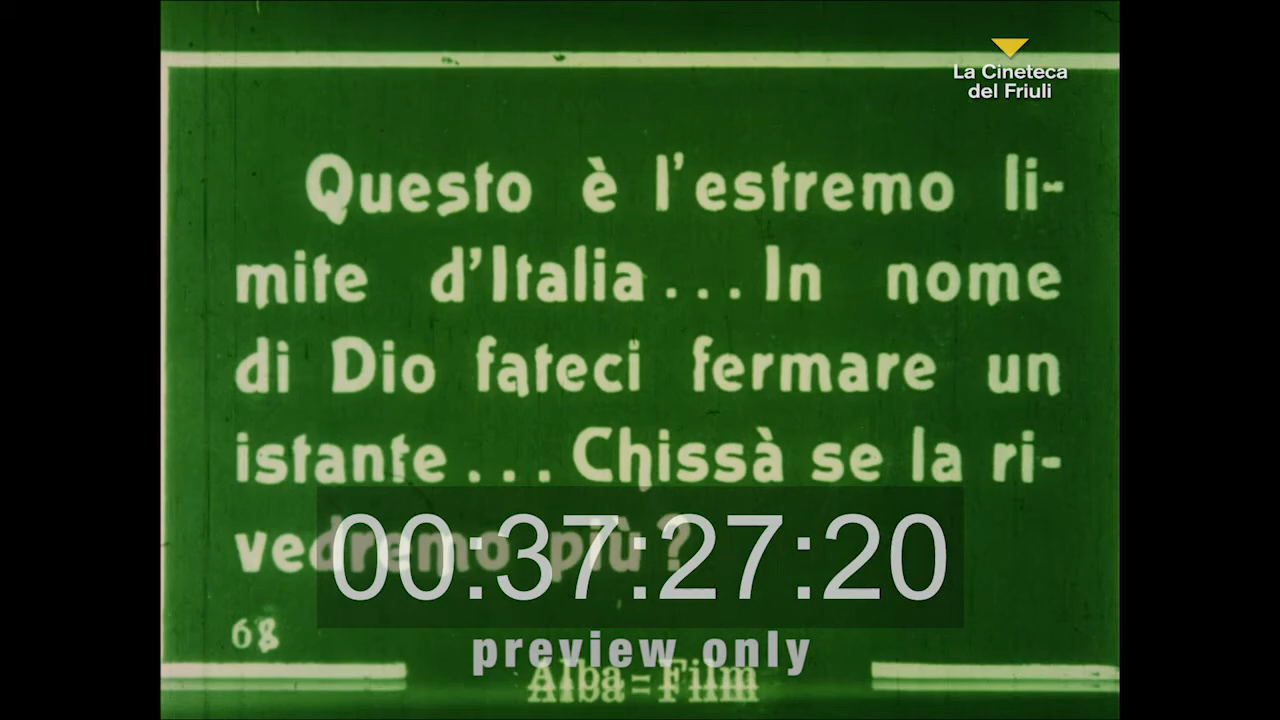 La Cineteca
del Friuli
Questo è l'estremo li-
mite d'Italia... In nome
di Dio fateci fermare un
istante... Chissà se la ri-
vedremo più?
00:37:27:20
68
preview only
Alba=Film